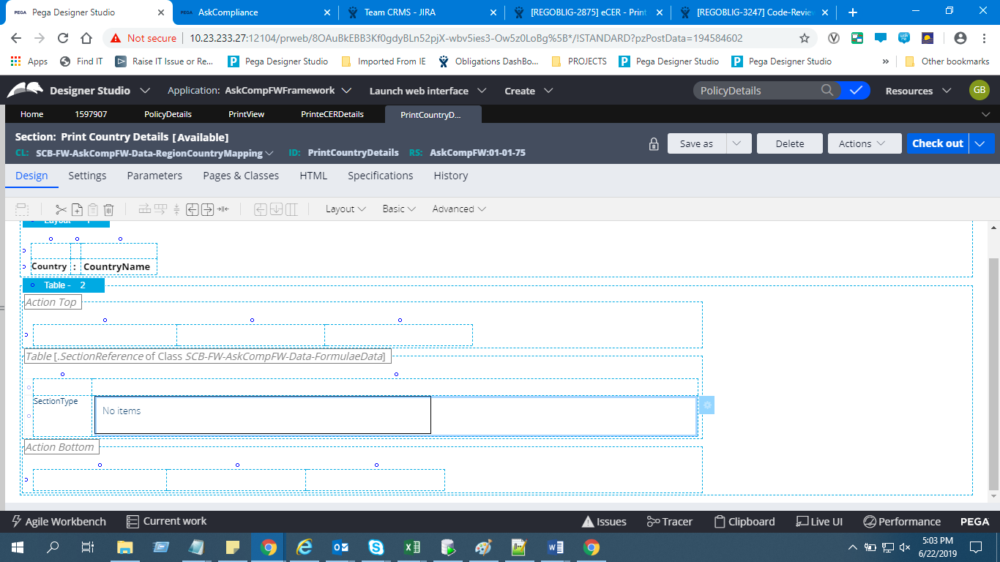 PEGA Pega Designer Studio
PEGA AskCompliance
Team CRMS - JIRA
[REGOBLIG-2875] eCER - Print
[REGOBLIG-3247] Code-Review
Not secure 10.23.233.27:12104/prweb/8OAuBkEBB3Kf0gdyBLn52pjX-wbv5ies3-Ow5z0LoBg%5B*/!STANDARD?pzPostData=194584602
Apps Find IT Raise IT Issue or Re... Pega Designer Studio Imported From IE Obligations DashBo... PROJECTS Pega Designer Studio Pega Designer Studio » Other bookmarks
Designer Studio Application: AskCompFWFramework Launch web interface Create PolicyDetails Resources GB
Home 1597907 PolicyDetails PrintView PrinteCERDetails PrintCountryD...
Section: Print Country Details [Available]
CL: SCB-FW-AskCompFW-Data-RegionCountryMapping ID: PrintCountryDetails RS: AskCompFW:01-01-75
Save as Delete Actions Check out
Design Settings Parameters Pages & Classes HTML Specifications History
Layout Basic Advanced
Layout - 1
Country : CountryName
Table - 2
Action Top
Table [.SectionReference of Class SCB-FW-AskCompFW-Data-FormulaeData]
SectionType
No items
Action Bottom
Agile Workbench Current work Issues Tracer Clipboard Live UI Performance PEGA
5:03 PM
6/22/2019